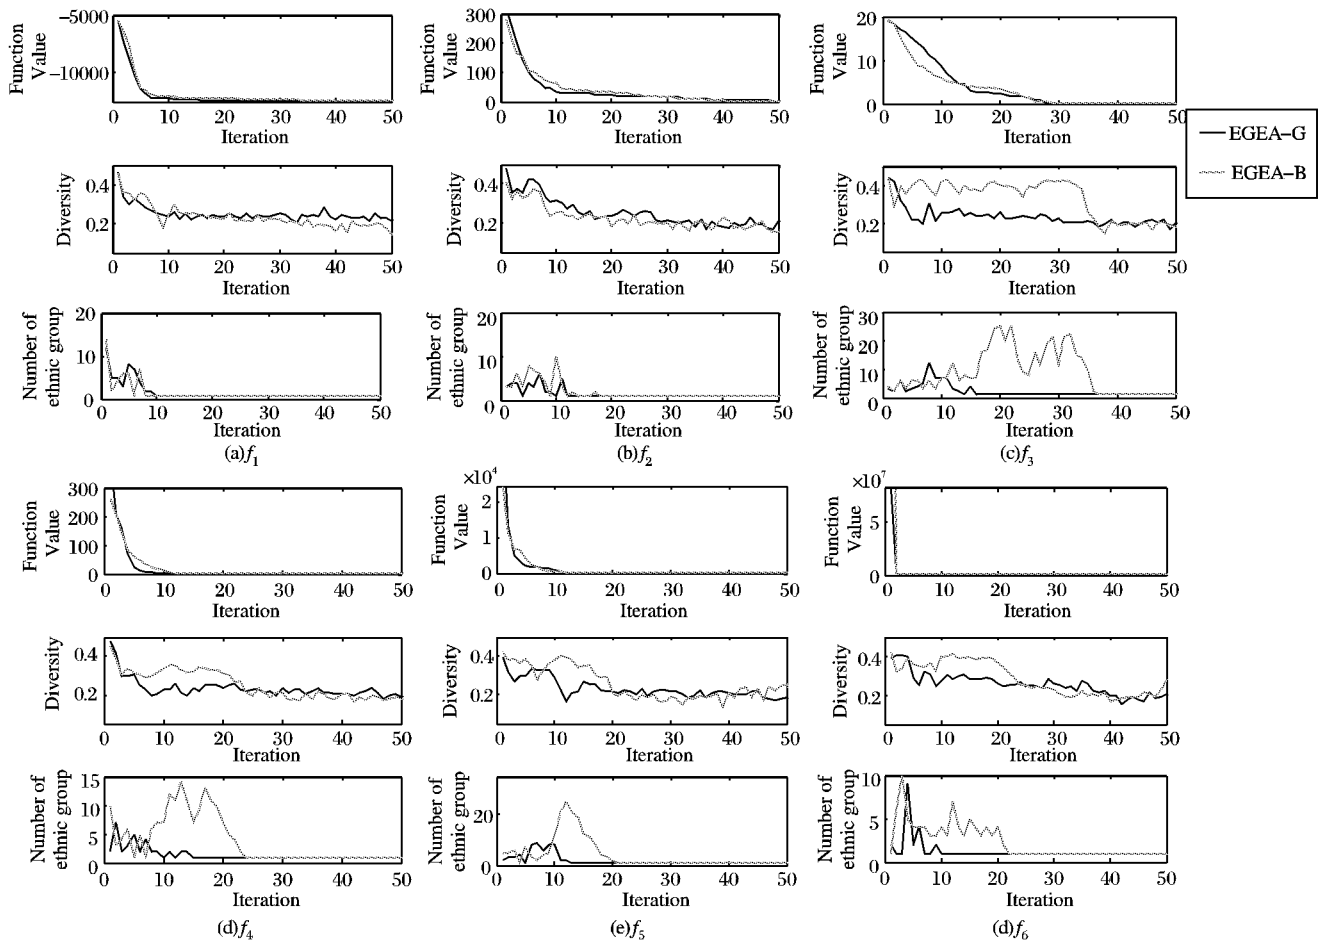 −5000
−10000
Function
Value
0 10 20 30 40 50
Iteration
300
200
100
0
Function
Value
0 10 20 30 40 50
Iteration
20
10
0
Function
Value
0 10 20 30 40 50
Iteration
EGEA−G
EGEA−B
0.4
0.2
Diversity
0 10 20 30 40 50
Iteration
0.4
0.2
Diversity
0 10 20 30 40 50
Iteration
0.4
0.2
Diversity
0 10 20 30 40 50
Iteration
20
10
0
Number of
ethnic group
0 10 20 30 40 50
Iteration
(a)f1
20
10
0
Number of
ethnic group
0 10 20 30 40 50
Iteration
(b)f2
30
20
10
0
Number of
ethnic group
0 10 20 30 40 50
Iteration
(c)f3
300
200
100
0
Function
Value
0 10 20 30 40 50
Iteration
×10^4
2
1
0
Function
Value
0 10 20 30 40 50
Iteration
×10^7
5
0
Function
Value
0 10 20 30 40 50
Iteration
0.4
0.2
Diversity
0 10 20 30 40 50
Iteration
0.4
0.2
Diversity
0 10 20 30 40 50
Iteration
0.4
0.2
Diversity
0 10 20 30 40 50
Iteration
15
10
5
0
Number of
ethnic group
0 10 20 30 40 50
Iteration
(d)f4
20
0
Number of
ethnic group
0 10 20 30 40 50
Iteration
(e)f5
10
5
0
Number of
ethnic group
0 10 20 30 40 50
Iteration
(d)f6